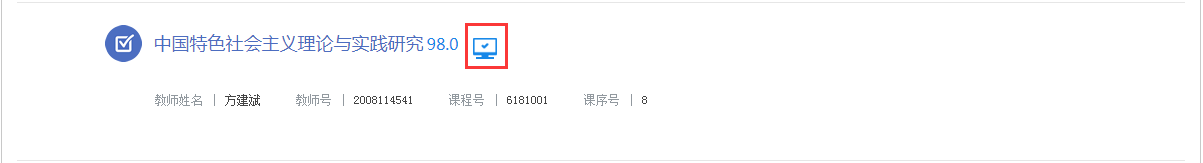 中国特色社会主义理论与实践研究 98.0
教师姓名 | 方建斌 教师号 | 2008114541 课程号 | 6181001 课序号 | 8